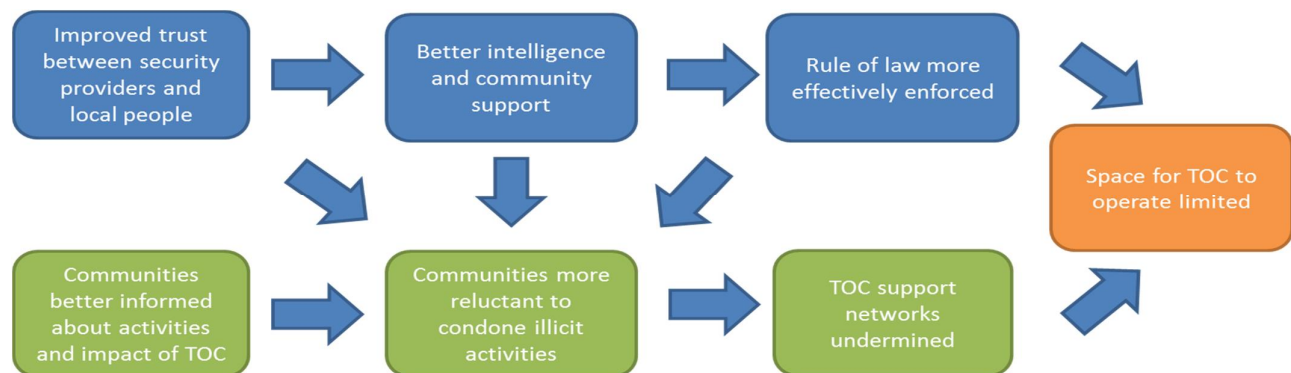 Improved trust
between security
providers and
local people
Better intelligence
and community
support
Rule of law more
effectively enforced
Space for TOC to
operate limited
Communities
better informed
about activities
and impact of TOC
Communities more
reluctant to
condone illicit
activities
TOC support
networks
undermined